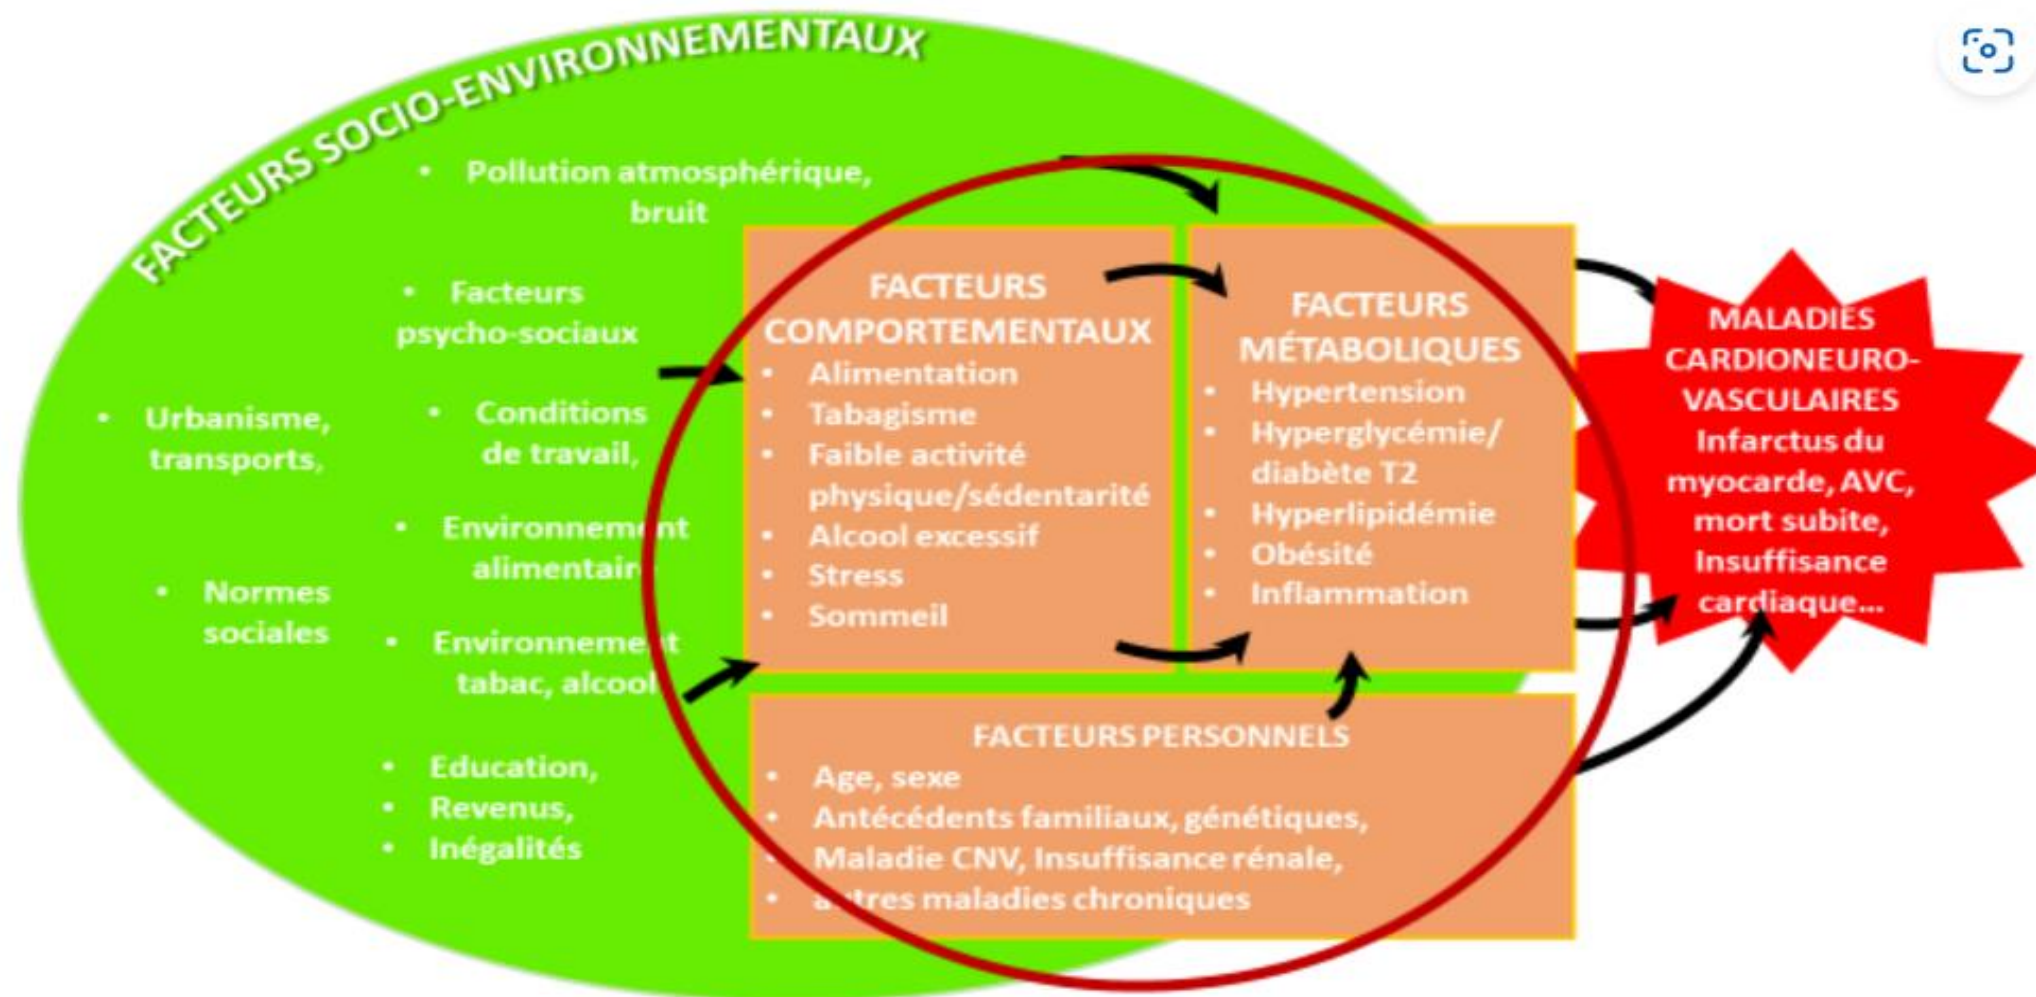 FACTEURS SOCIO-ENVIRONNEMENTAUX
• Pollution atmosphérique,
bruit
• Facteurs
psycho-sociaux
• Urbanisme,
transports,
• Conditions
de travail,
• Environnement
alimentaire
• Normes
sociales
• Environnement
tabac, alcool
• Education,
• Revenus,
• Inégalités
FACTEURS
COMPORTEMENTAUX
• Alimentation
• Tabagisme
• Faible activité
physique/sédentarité
• Alcool excessif
• Stress
• Sommeil
FACTEURS
MÉTABOLIQUES
• Hypertension
• Hyperglycémie/
diabète T2
• Hyperlipidémie
• Obésité
• Inflammation
FACTEURS PERSONNELS
• Age, sexe
• Antécédents familiaux, génétiques,
• Maladie CNV, Insuffisance rénale,
• autres maladies chroniques
MALADIES
CARDIONEURO-
VASCULAIRES
Infarctus du
myocarde, AVC,
mort subite,
Insuffisance
cardiaque...